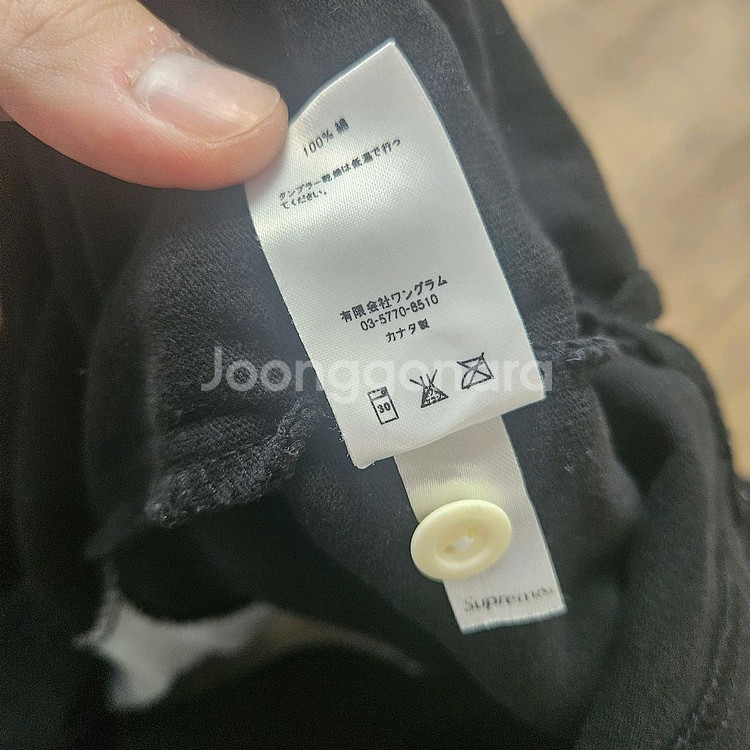 100% 綿
タンブラー乾燥は低温で行っ
てください。
有限会社ワングラム
03-5770-8510
カナダ製
30
Joonggonara
Supreme